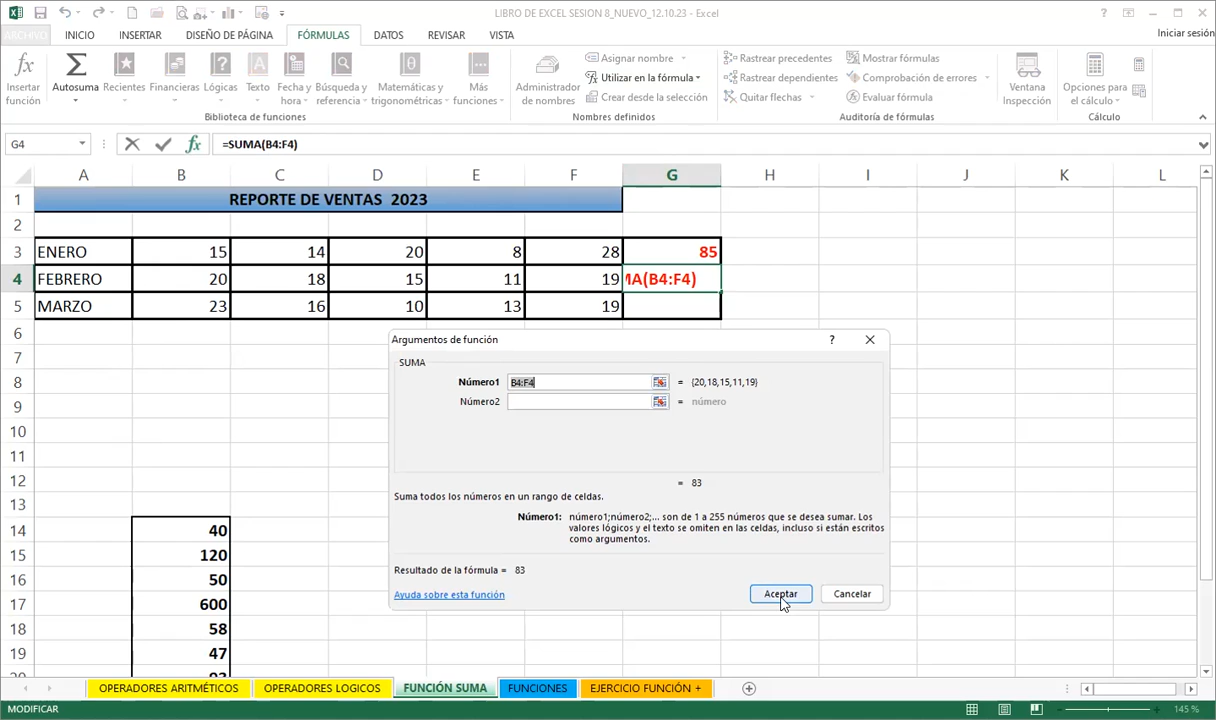 LIBRO DE EXCEL SESION 8_NUEVO_12.10.23 - Excel
ARCHIVO INICIO INSERTAR DISEÑO DE PÁGINA FÓRMULAS DATOS REVISAR VISTA Iniciar sesión
Insertar función
Autosuma
Recientes
Financieras
Lógicas
Texto
Fecha y hora
Búsqueda y referencia
Matemáticas y trigonométricas
Más funciones
Biblioteca de funciones
Administrador de nombres
Asignar nombre
Utilizar en la fórmula
Crear desde la selección
Nombres definidos
Rastrear precedentes
Rastrear dependientes
Quitar flechas
Mostrar fórmulas
Comprobación de errores
Evaluar fórmula
Auditoría de fórmulas
Ventana Inspección
Opciones para el cálculo
Cálculo
G4 fx =SUMA(B4:F4)
A B C D E F G H I J K L
1 REPORTE DE VENTAS 2023
2
3 ENERO 15 14 20 8 28 85
4 FEBRERO 20 18 15 11 19 MA(B4:F4)
5 MARZO 23 16 10 13 19
6
7
8
9
10
11
12
13
14 40
15 120
16 50
17 600
18 58
19 47
Argumentos de función ?
SUMA
Número1 B4:F4 = {20,18,15,11,19}
Número2 = número
= 83
Suma todos los números en un rango de celdas.
Número1: número1;número2;... son de 1 a 255 números que se desea sumar. Los
valores lógicos y el texto se omiten en las celdas, incluso si están escritos
como argumentos.
Resultado de la fórmula = 83
Ayuda sobre esta función
Aceptar Cancelar
OPERADORES ARITMÉTICOS OPERADORES LOGICOS FUNCIÓN SUMA FUNCIONES EJERCICIO FUNCIÓN +
MODIFICAR 145 %